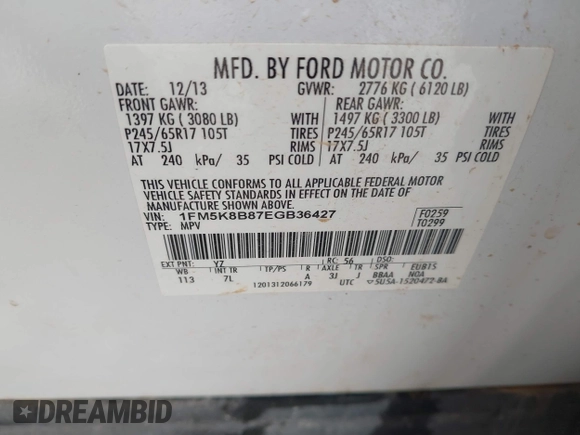 MFD. BY FORD MOTOR CO.
DATE: 12/13 GVWR: 2776 KG ( 6120 LB)
FRONT GAWR: REAR GAWR:
1397 KG ( 3080 LB) WITH 1497 KG ( 3300 LB) WITH
P245/65R17 105T TIRES P245/65R17 105T TIRES
17X7.5J RIMS 17X7.5J RIMS
AT 240 kPa/ 35 PSI COLD AT 240 kPa/ 35 PSI COLD
THIS VEHICLE CONFORMS TO ALL APPLICABLE FEDERAL MOTOR
VEHICLE SAFETY STANDARDS IN EFFECT ON THE DATE OF
MANUFACTURE SHOWN ABOVE.
VIN: 1FM5K8B87EGB36427 F0259
TYPE: MPV T0299
EXT PNT: YZ RC: 56 DSO:
WB INT TR TP/PS R AXLE TR SPR EUB15
113 7L A 3J J BBAA NOA
1201312066179 UTC 5U5A-1520472-BA
DREAMBID